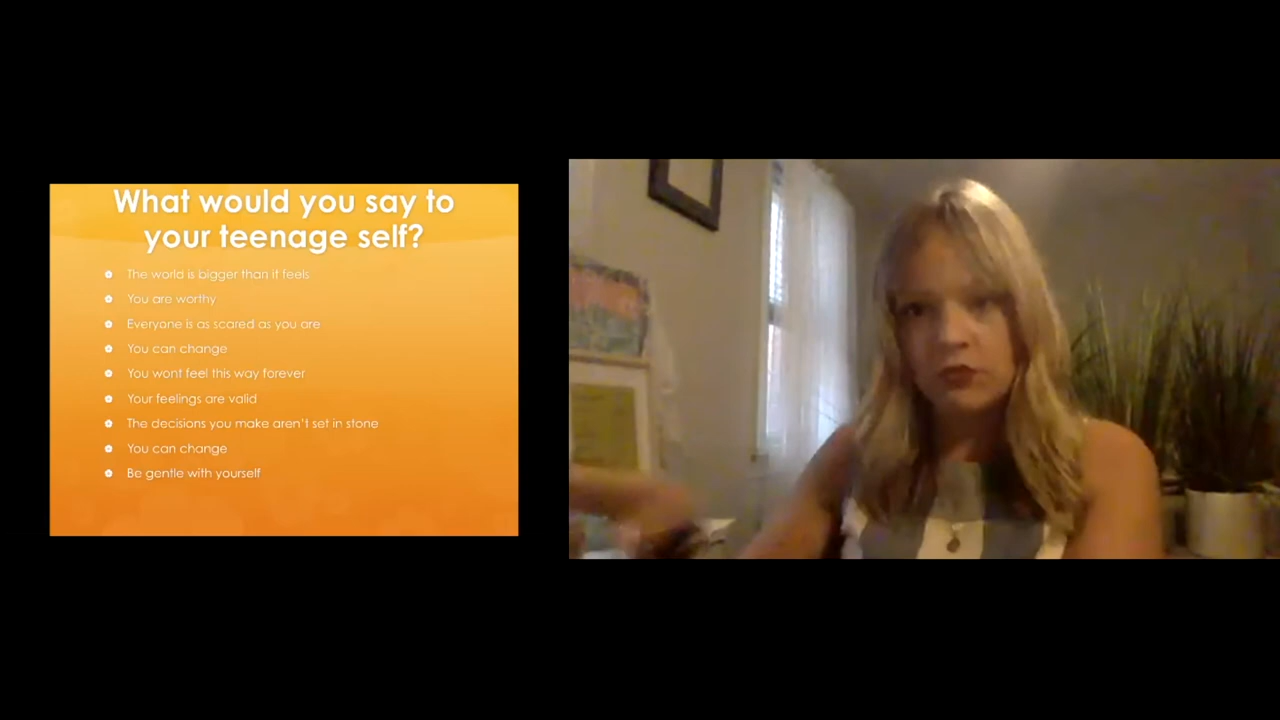 What would you say to
your teenage self?
The world is bigger than it feels
You are worthy
Everyone is as scared as you are
You can change
You wont feel this way forever
Your feelings are valid
The decisions you make aren't set in stone
You can change
Be gentle with yourself